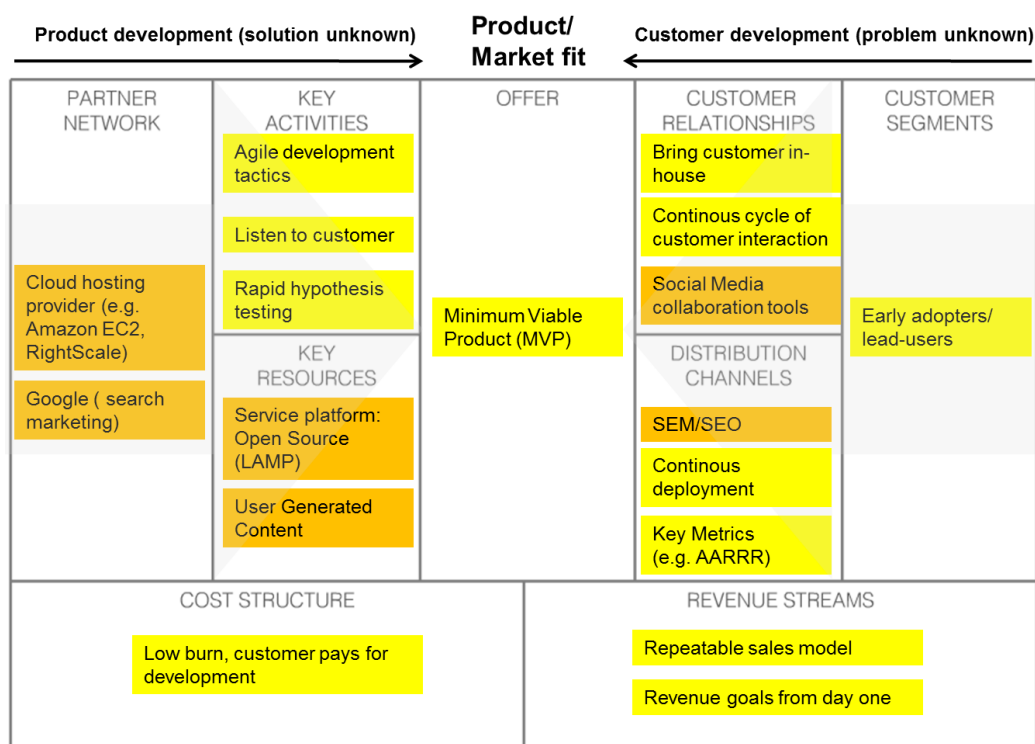 Product development (solution unknown)
Product/
Market fit
Customer development (problem unknown)
PARTNER
NETWORK
Cloud hosting
provider (e.g.
Amazon EC2,
RightScale)
Google ( search
marketing)
KEY
ACTIVITIES
Agile development
tactics
Listen to customer
Rapid hypothesis
testing
KEY
RESOURCES
Service platform:
Open Source
(LAMP)
User Generated
Content
OFFER
Minimum Viable
Product (MVP)
CUSTOMER
RELATIONSHIPS
Bring customer in-
house
Continous cycle of
customer interaction
Social Media
collaboration tools
DISTRIBUTION
CHANNELS
SEM/SEO
Continous
deployment
Key Metrics
(e.g. AARRR)
CUSTOMER
SEGMENTS
Early adopters/
lead-users
COST STRUCTURE
Low burn, customer pays for
development
REVENUE STREAMS
Repeatable sales model
Revenue goals from day one